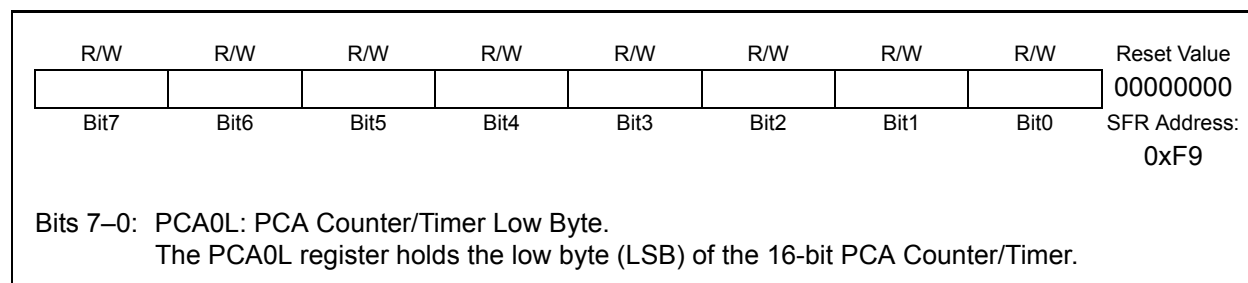 R/W R/W R/W R/W R/W R/W R/W R/W Reset Value
00000000
Bit7 Bit6 Bit5 Bit4 Bit3 Bit2 Bit1 Bit0 SFR Address:
0xF9
Bits 7–0: PCA0L: PCA Counter/Timer Low Byte.
The PCA0L register holds the low byte (LSB) of the 16-bit PCA Counter/Timer.